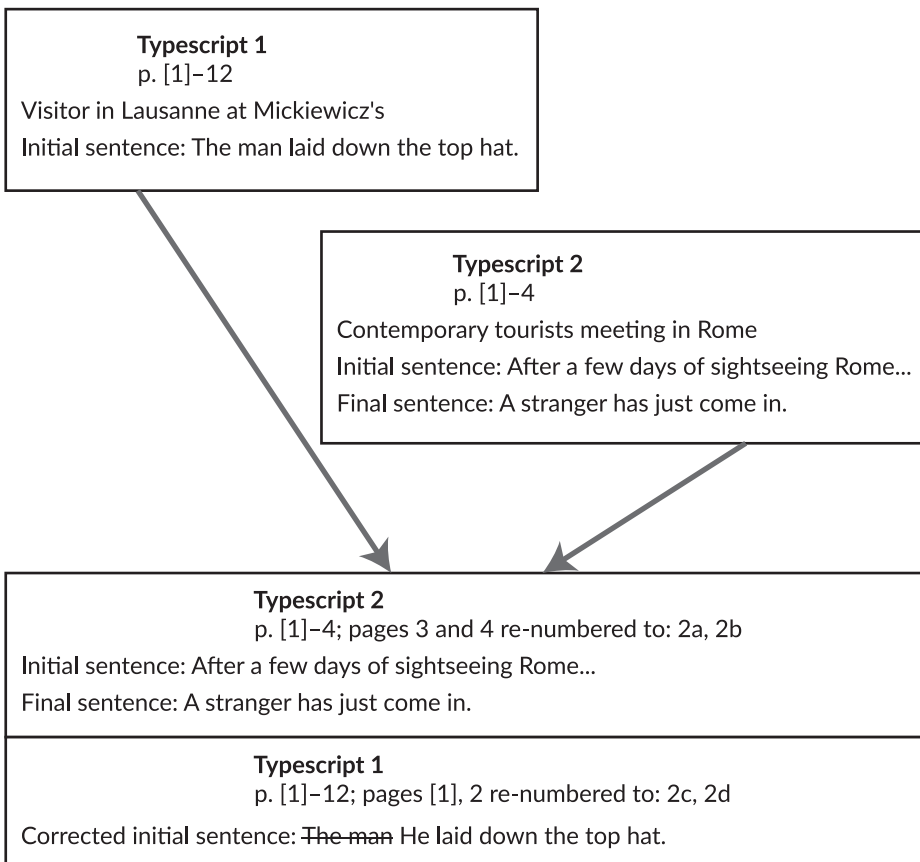 Typescript 1
p. [1]–12
Visitor in Lausanne at Mickiewicz's
Initial sentence: The man laid down the top hat.
Typescript 2
p. [1]–4
Contemporary tourists meeting in Rome
Initial sentence: After a few days of sightseeing Rome...
Final sentence: A stranger has just come in.
Typescript 2
p. [1]–4; pages 3 and 4 re-numbered to: 2a, 2b
Initial sentence: After a few days of sightseeing Rome...
Final sentence: A stranger has just come in.
Typescript 1
p. [1]–12; pages [1], 2 re-numbered to: 2c, 2d
Corrected initial sentence: The man He laid down the top hat.